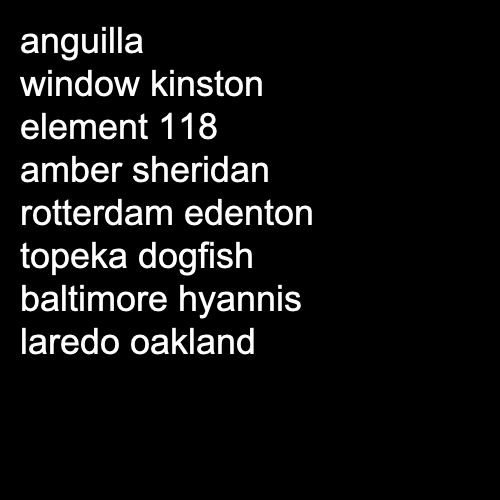 anguilla
window kinston
element 118
amber sheridan
rotterdam edenton
topeka dogfish
baltimore hyannis
laredo oakland